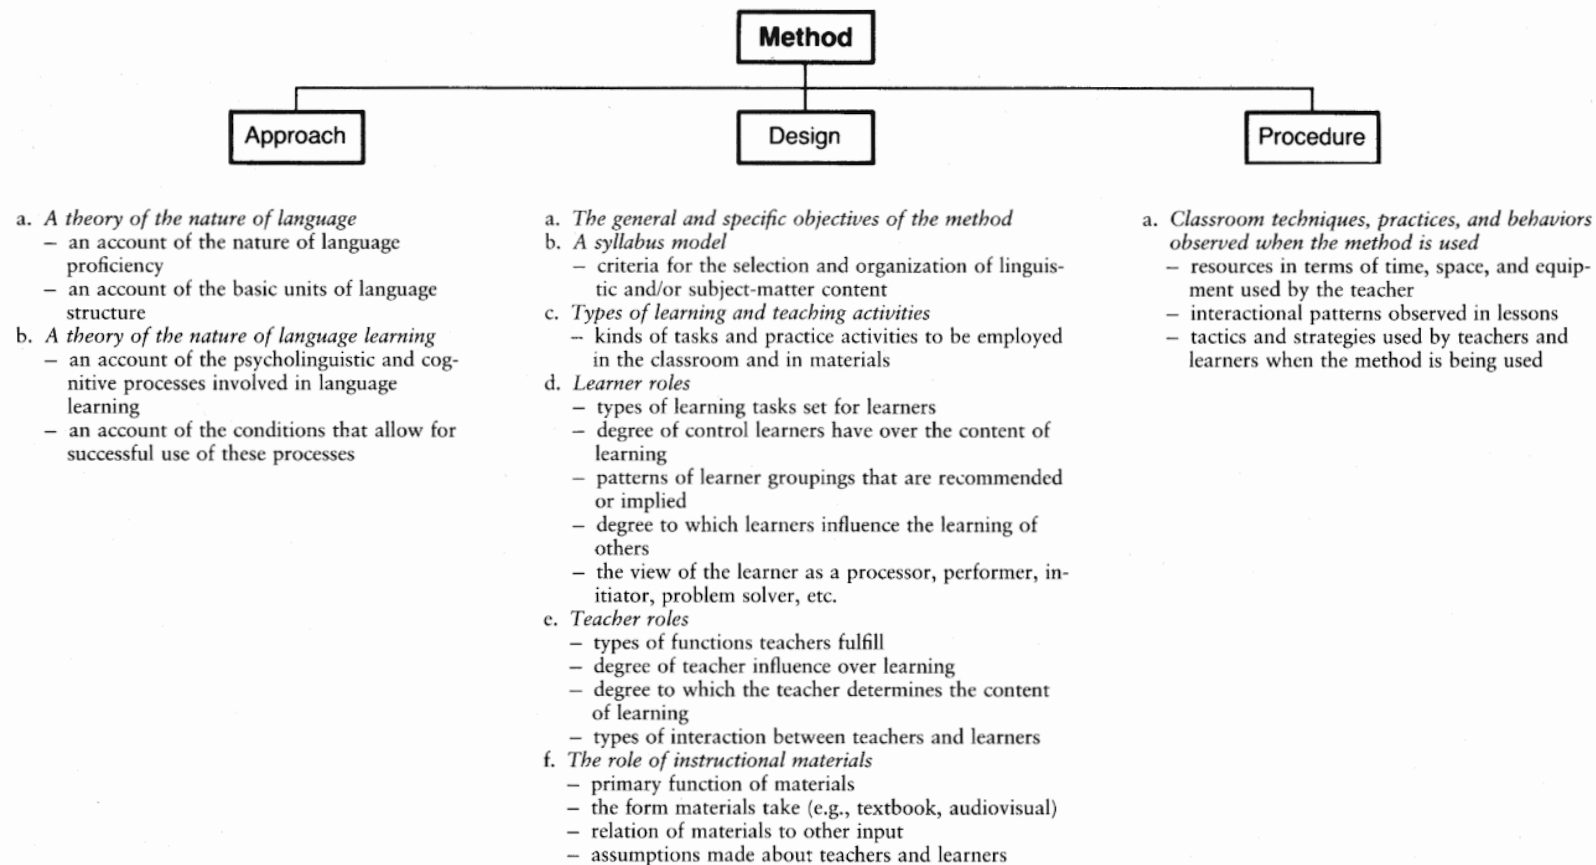 Method
Approach
Design
Procedure
a. A theory of the nature of language
– an account of the nature of language
proficiency
– an account of the basic units of language
structure
b. A theory of the nature of language learning
– an account of the psycholinguistic and cog-
nitive processes involved in language
learning
– an account of the conditions that allow for
successful use of these processes
a. The general and specific objectives of the method
b. A syllabus model
– criteria for the selection and organization of linguis-
tic and/or subject-matter content
c. Types of learning and teaching activities
– kinds of tasks and practice activities to be employed
in the classroom and in materials
d. Learner roles
– types of learning tasks set for learners
– degree of control learners have over the content of
learning
– patterns of learner groupings that are recommended
or implied
– degree to which learners influence the learning of
others
– the view of the learner as a processor, performer, in-
itiator, problem solver, etc.
e. Teacher roles
– types of functions teachers fulfill
– degree of teacher influence over learning
– degree to which the teacher determines the content
of learning
– types of interaction between teachers and learners
f. The role of instructional materials
– primary function of materials
– the form materials take (e.g., textbook, audiovisual)
– relation of materials to other input
– assumptions made about teachers and learners
a. Classroom techniques, practices, and behaviors
observed when the method is used
– resources in terms of time, space, and equip-
ment used by the teacher
– interactional patterns observed in lessons
– tactics and strategies used by teachers and
learners when the method is being used